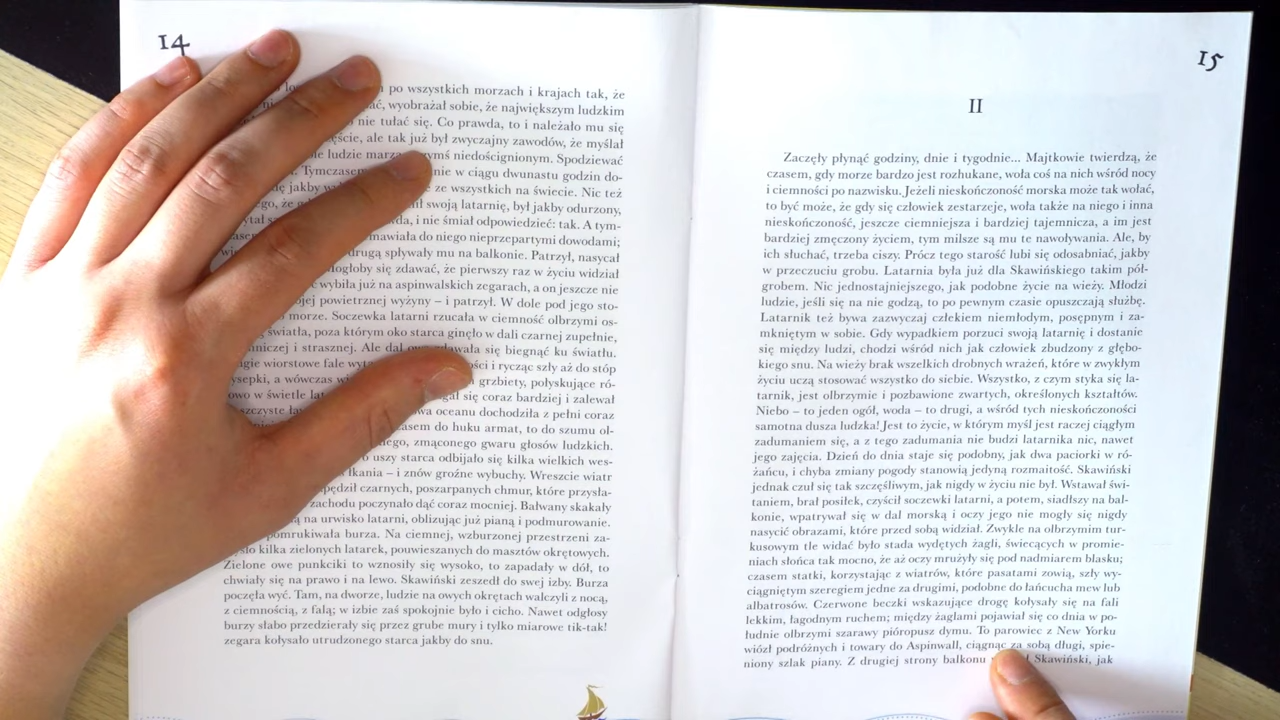 14
po wszystkich morzach i krajach tak, że
wyobrażał sobie, że największym ludzkim
nie tułać się. Co prawda, to i należało mu się
ale tak już był zwyczajny zawodów, że myślał
ludzie niedoścignionym. Spodziewać
Tymczasem nie w ciągu dwunastu godzin do-
jakby ze wszystkich na świecie. Nic też
że swoją latarnię, był jakby odurzony,
i nie śmiał odpowiedzieć: tak. A tym-
do niego nieprzepartymi dowodami;
drugą spływały mu na balkonie. Patrzył, nasycał
mogłoby się zdawać, że pierwszy raz w życiu widział
wybiła już na aspinwalskich zegarach, a on jeszcze nie
powietrznej wyżyny – i patrzył. W dole pod jego sto-
morze. Soczewka latarni rzucała w ciemność olbrzymi os-
światła, poza którym oko starca ginęło w dali czarnej zupełnie,
i strasznej. Ale dal się biegnąć ku światłu.
wiorstowe fale i rycząc szły aż do stóp
a wówczas grzbiety, połyskujące ró-
w świetle się coraz bardziej i zalewał
oceanu dochodziła z pełni coraz
do huku armat, to do szumu ol-
zmąconego gwaru głosów ludzkich.
uszy starca odbijało się kilka wielkich wes-
– i znów groźne wybuchy. Wreszcie wiatr
czarnych, poszarpanych chmur, które przysła-
zachodu poczynało dąć coraz mocniej. Bałwany skakały
na urwisko latarni, oblizując już pianą i podmurowanie.
pomrukiwała burza. Na ciemnej, wzburzonej przestrzeni za-
kilka zielonych latarek, pouwieszanych do masztów okrętowych.
Zielone owe punkciki to wznosiły się wysoko, to zapadały w dół, to
chwiały się na prawo i na lewo. Skawiński zeszedł do swej izby. Burza
poczęła wyć. Tam, na dworze, ludzie na owych okrętach walczyli z nocą,
z ciemnością, z falą; w izbie zaś spokojnie było i cicho. Nawet odgłosy
burzy słabo przedzierały się przez grube mury i tylko miarowe tik-tak!
zegara kołysało utrudzonego starca jakby do snu.
15
II
Zaczęły płynąć godziny, dnie i tygodnie... Majtkowie twierdzą, że
czasem, gdy morze bardzo jest rozhukane, woła coś na nich wśród nocy
i ciemności po nazwisku. Jeżeli nieskończoność morska może tak wołać,
to być może, że gdy się człowiek zestarzeje, woła także na niego i inna
nieskończoność, jeszcze ciemniejsza i bardziej tajemnicza, a im jest
bardziej zmęczony życiem, tym milsze są mu te nawoływania. Ale, by
ich słuchać, trzeba ciszy. Prócz tego starość lubi się odosabniać, jakby
w przeczuciu grobu. Latarnia była już dla Skawińskiego takim pół-
grobem. Nic jednostajniejszego, jak podobne życie na wieży. Młodzi
ludzie, jeśli się na nie godzą, to po pewnym czasie opuszczają służbę.
Latarnik też bywa zazwyczaj człekiem niemłodym, posępnym i za-
mkniętym w sobie. Gdy wypadkiem porzuci swoją latarnię i dostanie
się między ludzi, chodzi wśród nich jak człowiek zbudzony z głębo-
kiego snu. Na wieży brak wszelkich drobnych wrażeń, które w zwykłym
życiu uczą stosować wszystko do siebie. Wszystko, z czym styka się la-
tarnik, jest olbrzymie i pozbawione zwartych, określonych kształtów.
Niebo – to jeden ogół, woda – to drugi, a wśród tych nieskończoności
samotna dusza ludzka! Jest to życie, w którym myśl jest raczej ciągłym
zadumaniem się, a z tego zadumania nie budzi latarnika nic, nawet
jego zajęcia. Dzień do dnia staje się podobny, jak dwa paciorki w ró-
żańcu, i chyba zmiany pogody stanowią jedyną rozmaitość. Skawiński
jednak czuł się tak szczęśliwym, jak nigdy w życiu nie był. Wstawał świ-
taniem, brał posiłek, czyścił soczewki latarni, a potem, siadłszy na bal-
konie, wpatrywał się w dal morską i oczy jego nie mogły się nigdy
nasycić obrazami, które przed sobą widział. Zwykle na olbrzymim tur-
kusowym tle widać było stada wydętych żagli, świecących w promie-
niach słońca tak mocno, że aż oczy mrużyły się pod nadmiarem blasku;
czasem statki, korzystając z wiatrów, które pasatami zowią, szły wy-
ciągniętym szeregiem jedne za drugimi, podobne do łańcucha mew lub
albatrosów. Czerwone beczki wskazujące drogę kołysały się na fali
lekkim, łagodnym ruchem; między żaglami pojawiał się co dnia w po-
łudnie olbrzymi szarawy pióropusz dymu. To parowiec z New Yorku
wiózł podróżnych i towary do Aspinwall, ciągnąc za sobą długi, spie-
niony szlak piany. Z drugiej strony balkonu Skawiński, jak